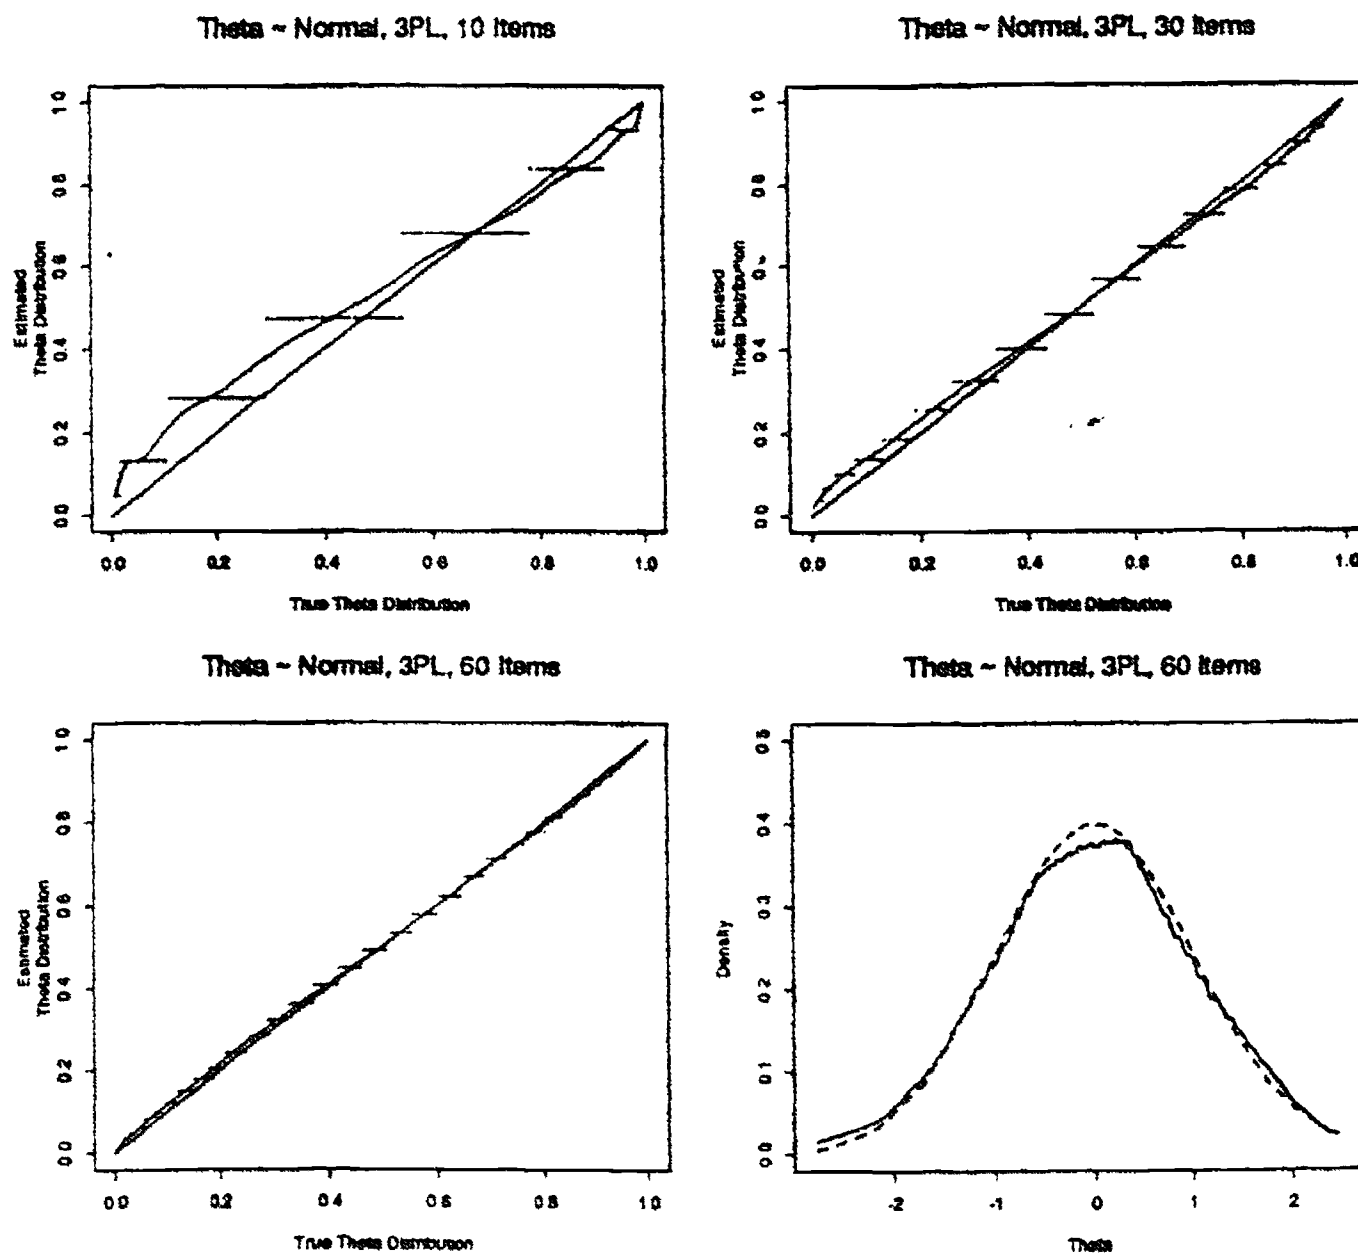 Theta ~ Normal, 3PL, 10 Items
1.0
0.8
0.6
0.4
0.2
0.0
Estimated
Theta Distribution
0.0 0.2 0.4 0.6 0.8 1.0
True Theta Distribution
Theta ~ Normal, 3PL, 30 Items
1.0
0.8
0.6
0.4
0.2
0.0
Estimated
Theta Distribution
0.0 0.2 0.4 0.6 0.8 1.0
True Theta Distribution
Theta ~ Normal, 3PL, 60 Items
1.0
0.8
0.6
0.4
0.2
0.0
Estimated
Theta Distribution
0.0 0.2 0.4 0.6 0.8 1.0
True Theta Distribution
Theta ~ Normal, 3PL, 60 Items
0.5
0.4
0.3
0.2
0.1
0.0
Density
-2 -1 0 1 2
Theta